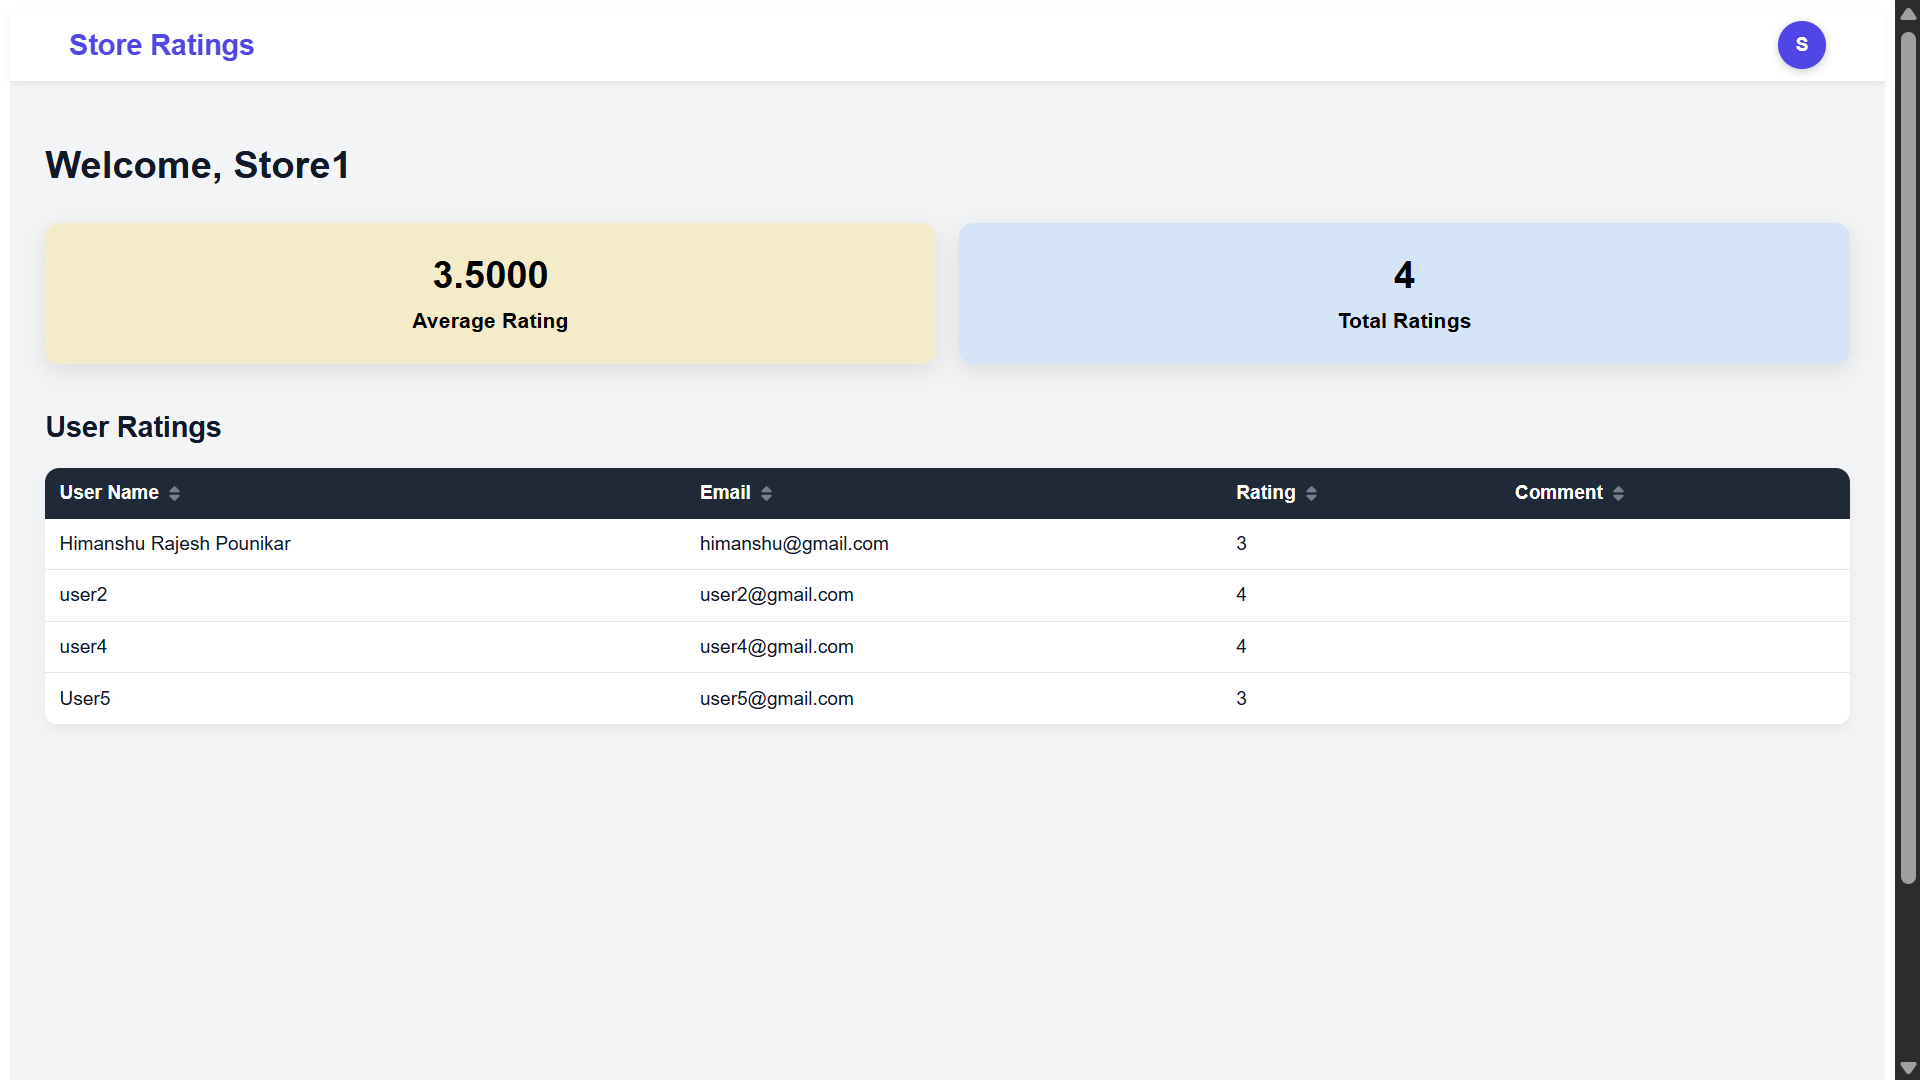 Store Ratings
S
Welcome, Store1
3.5000
Average Rating
4
Total Ratings
User Ratings
User Name Email Rating Comment
Himanshu Rajesh Pounikar himanshu@gmail.com 3
user2 user2@gmail.com 4
user4 user4@gmail.com 4
User5 user5@gmail.com 3